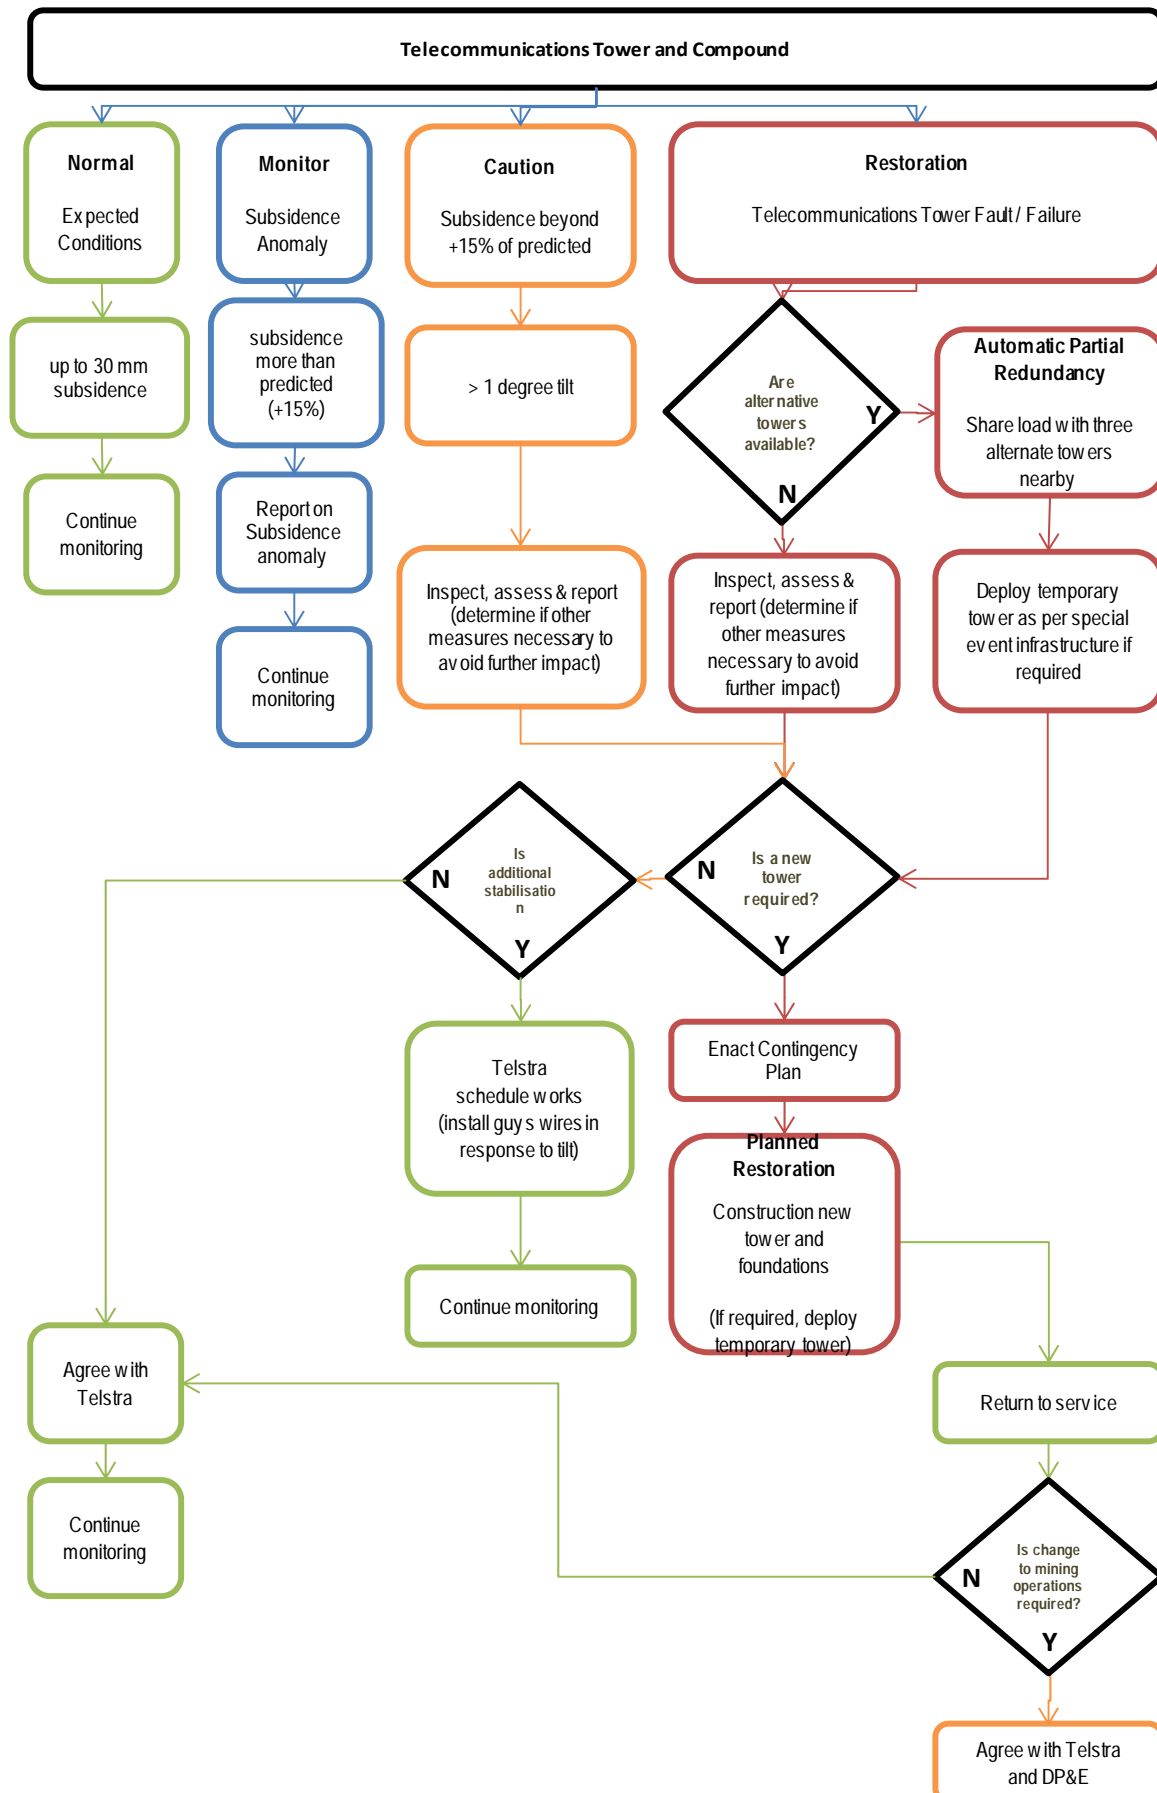 Telecommunications Tower and Compound
Normal
Expected
Conditions
Monitor
Subsidence
Anomaly
Caution
Subsidence beyond
+15% of predicted
Restoration
Telecommunications Tower Fault / Failure
up to 30 mm
subsidence
subsidence
more than
predicted
(+15%)
> 1 degree tilt
Are
alternative
towers
available?
Y
N
Automatic Partial
Redundancy
Share load with three
alternate towers
nearby
Continue
monitoring
Report on
Subsidence
anomaly
Inspect, assess & report
(determine if other
measures necessary to
avoid further impact)
Inspect, assess &
report (determine if
other measures
necessary to avoid
further impact)
Deploy temporary
tower as per special
event infrastructure if
required
Continue
monitoring
Is
additional
stabilisatio
n
N
Y
Is a new
tower
required?
N
Y
Telstra
schedule works
(install guys wires in
response to tilt)
Enact Contingency
Plan
Planned
Restoration
Construction new
tower and
foundations
(If required, deploy
temporary tower)
Continue monitoring
Agree with
Telstra
Return to service
Continue
monitoring
Is change
to mining
operations
required?
N
Y
Agree with Telstra
and DP&E